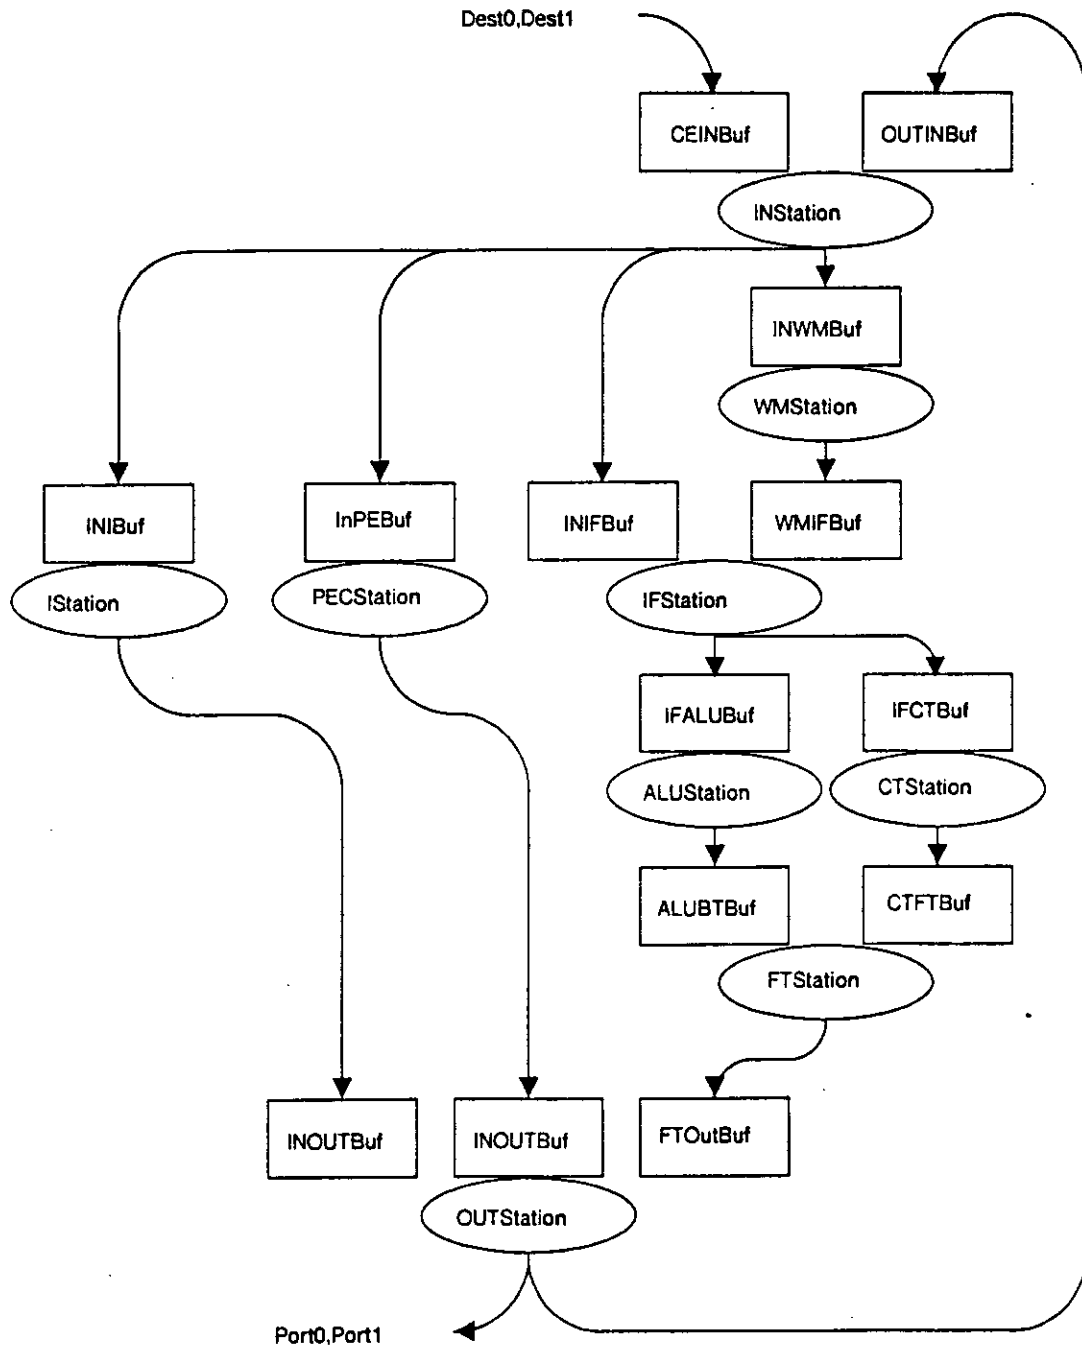 Dest0,Dest1
CEINBuf
OUTINBuf
INStation
INWMBuf
WMStation
INIBuf
InPEBuf
INIFBuf
WMIFBuf
IStation
PECStation
IFStation
IFALUBuf
IFCTBuf
ALUStation
CTStation
ALUBTBuf
CTFTBuf
FTStation
INOUTBuf
INOUTBuf
FTOutBuf
OUTStation
Port0,Port1